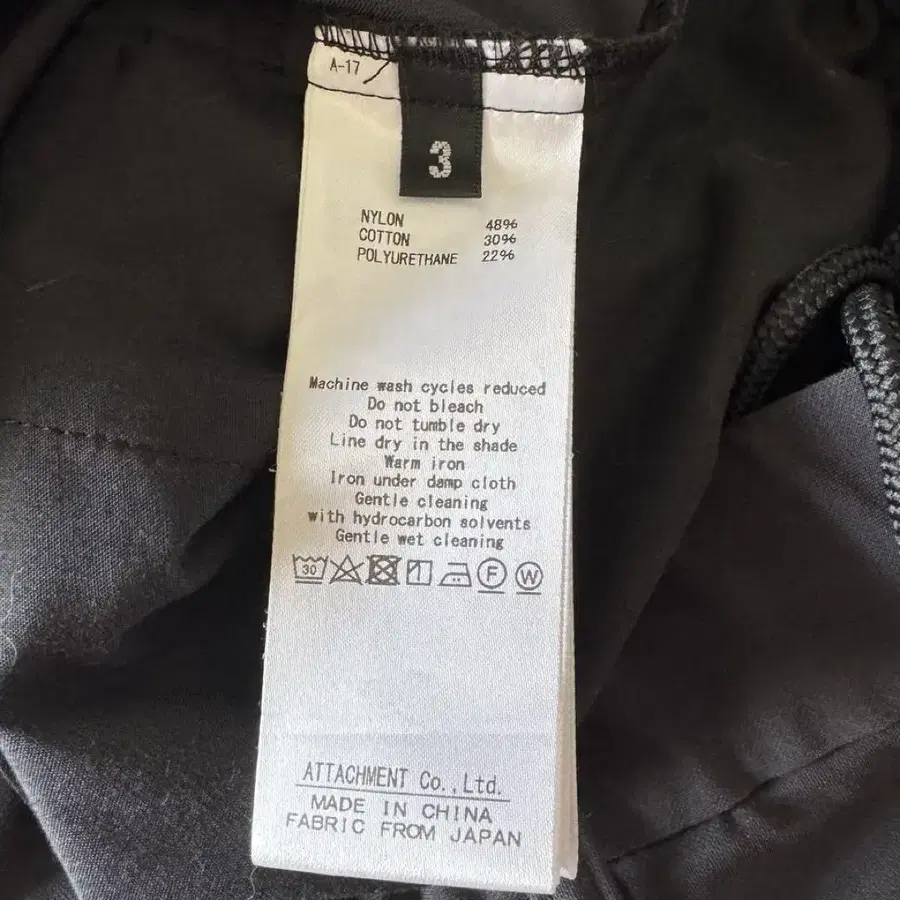 A-17
3
NYLON 48%
COTTON 30%
POLYURETHANE 22%
Machine wash cycles reduced
Do not bleach
Do not tumble dry
Line dry in the shade
Warm iron
Iron under damp cloth
Gentle cleaning
with hydrocarbon solvents
Gentle wet cleaning
30 F W
ATTACHMENT Co.,Ltd.
MADE IN CHINA
FABRIC FROM JAPAN